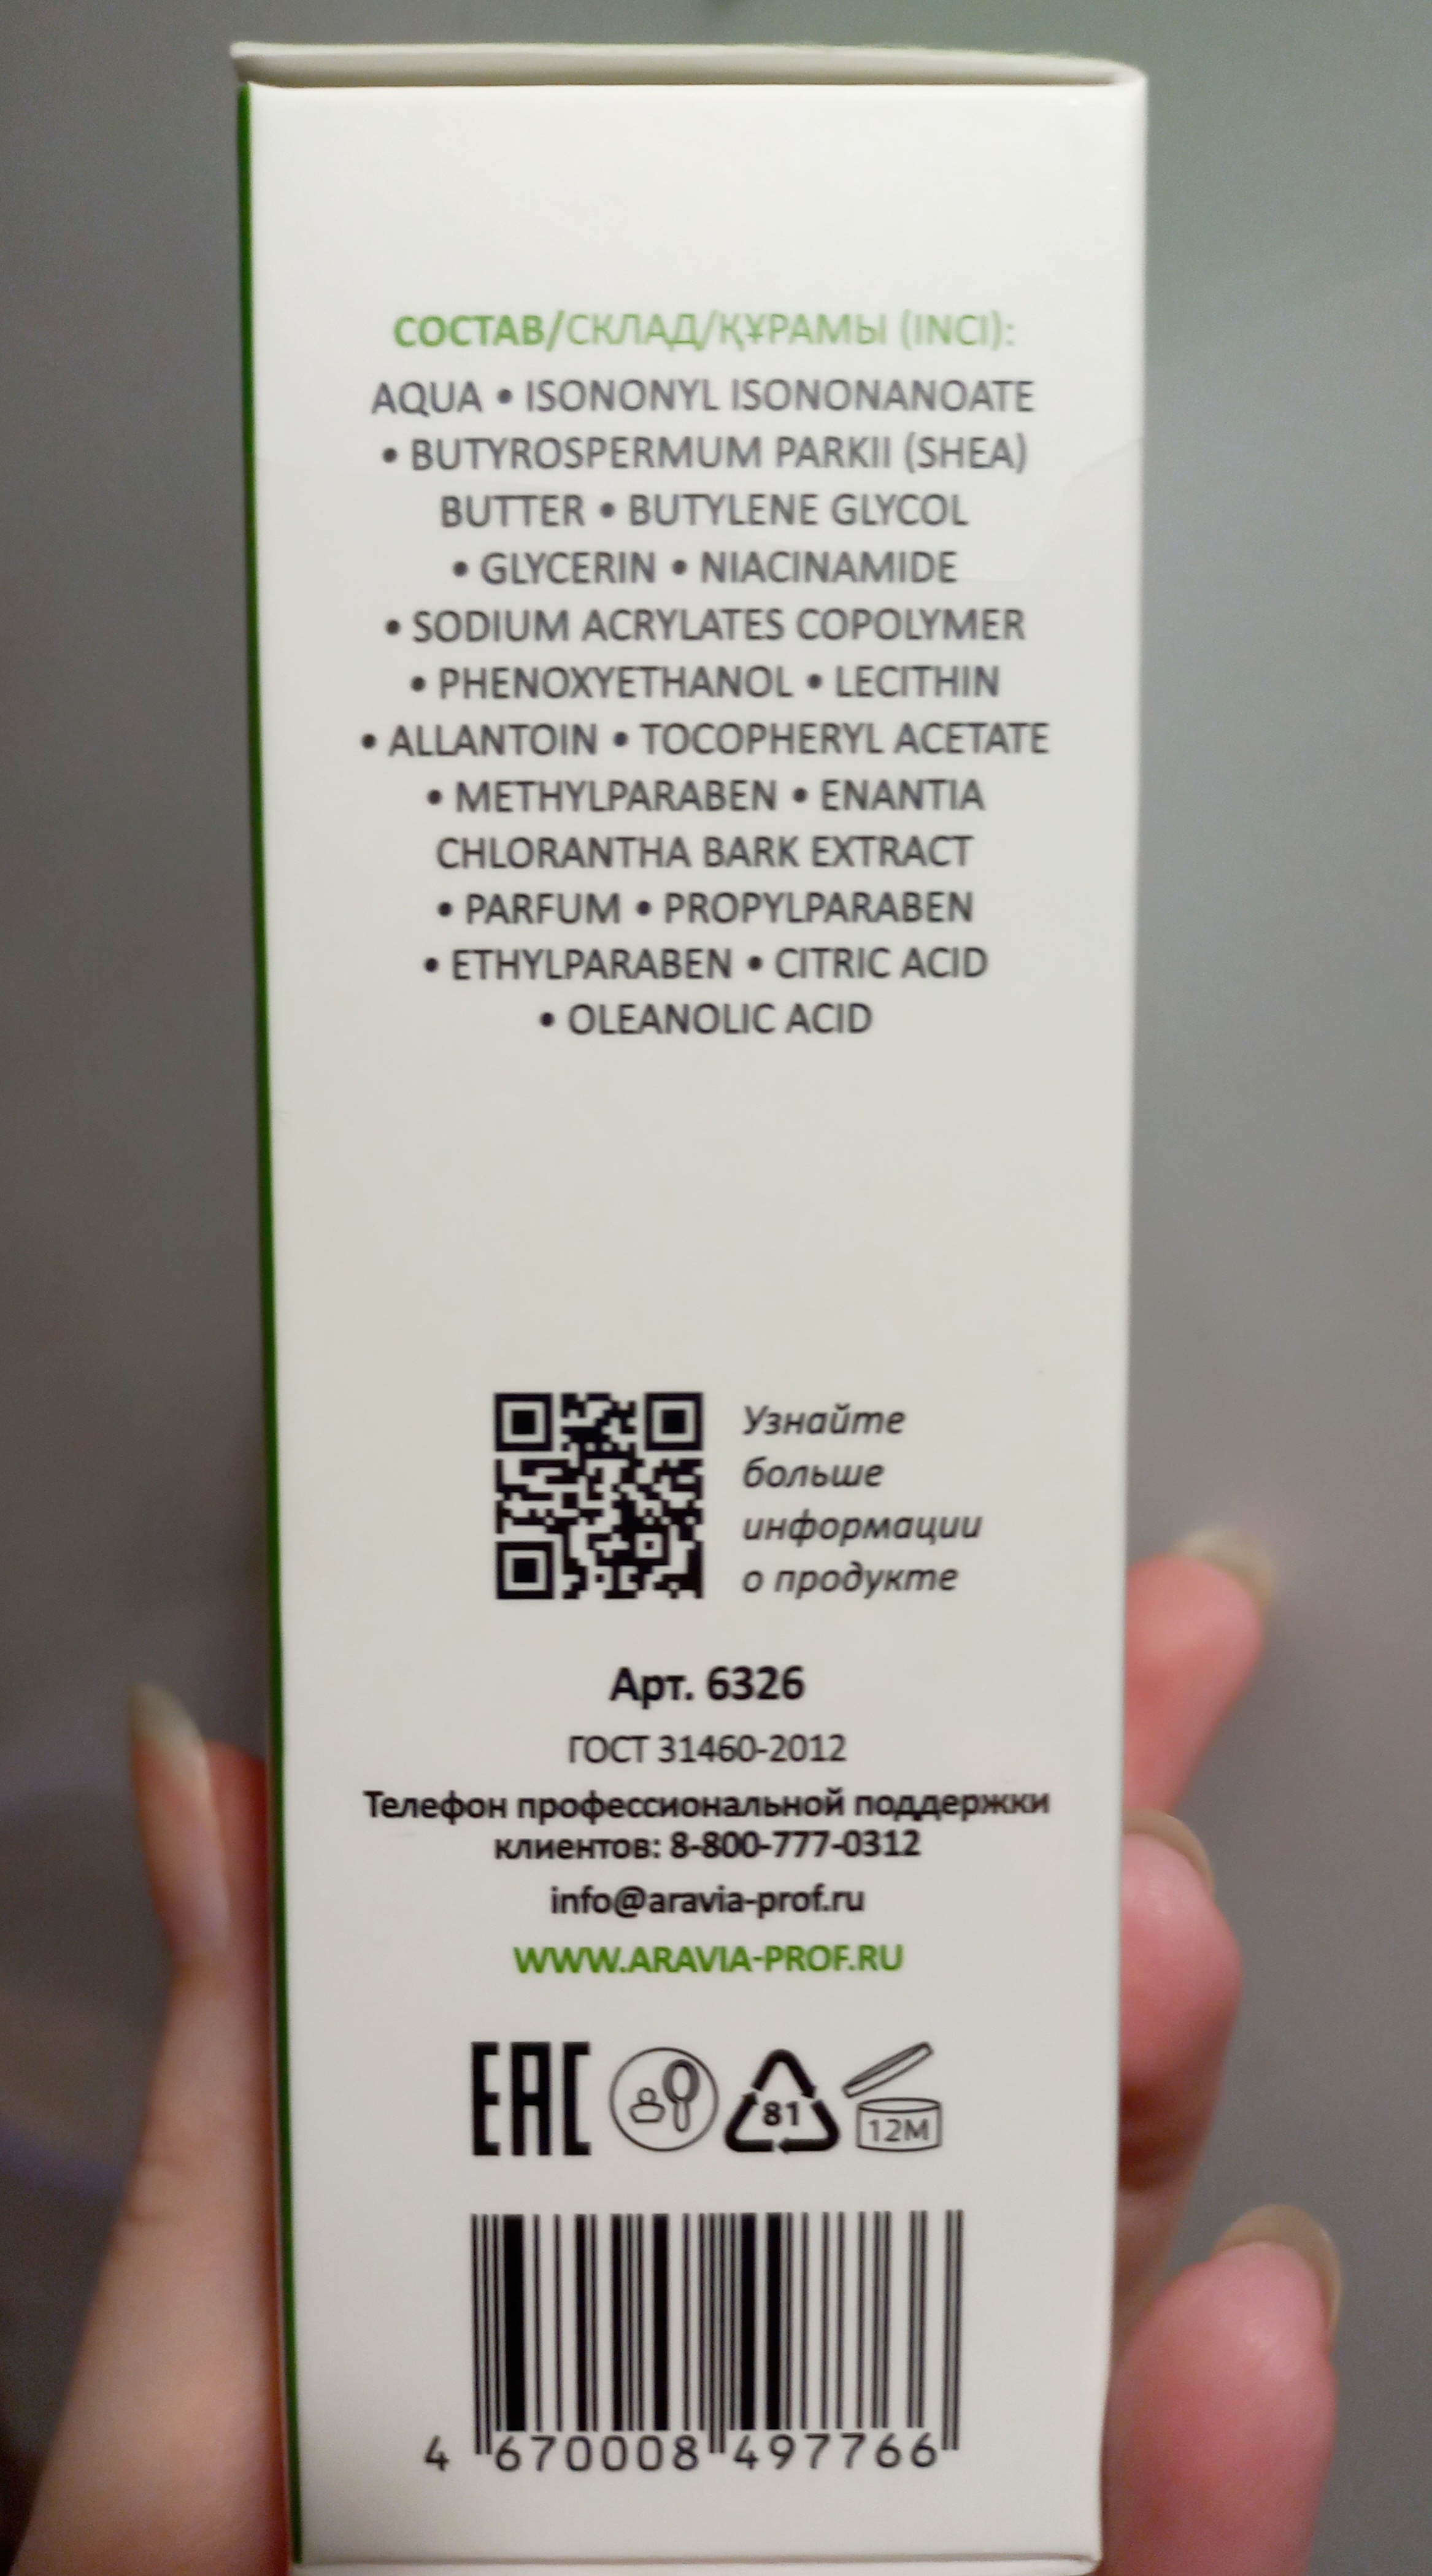 СОСТАВ/СКЛАД/ҚҰРАМЫ (INCI):
AQUA • ISONONYL ISONONANOATE
• BUTYROSPERMUM PARKII (SHEA)
BUTTER • BUTYLENE GLYCOL
• GLYCERIN • NIACINAMIDE
• SODIUM ACRYLATES COPOLYMER
• PHENOXYETHANOL • LECITHIN
• ALLANTOIN • TOCOPHERYL ACETATE
• METHYLPARABEN • ENANTIA
CHLORANTHA BARK EXTRACT
• PARFUM • PROPYLPARABEN
• ETHYLPARABEN • CITRIC ACID
• OLEANOLIC ACID
Узнайте
больше
информации
о продукте
Арт. 6326
ГОСТ 31460-2012
Телефон профессиональной поддержки
клиентов: 8-800-777-0312
info@aravia-prof.ru
WWW.ARAVIA-PROF.RU
EAC 81 12M
4 670008 497766